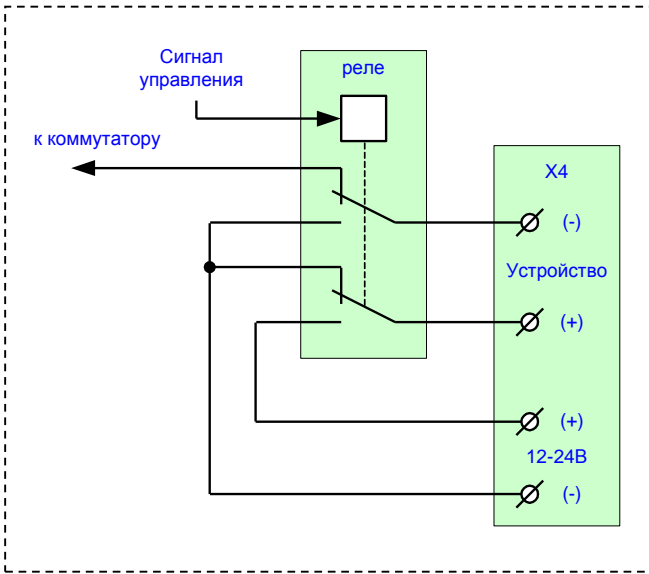 Сигнал
управления
реле
к коммутатору
X4
(-)
Устройство
(+)
(+)
12-24В
(-)